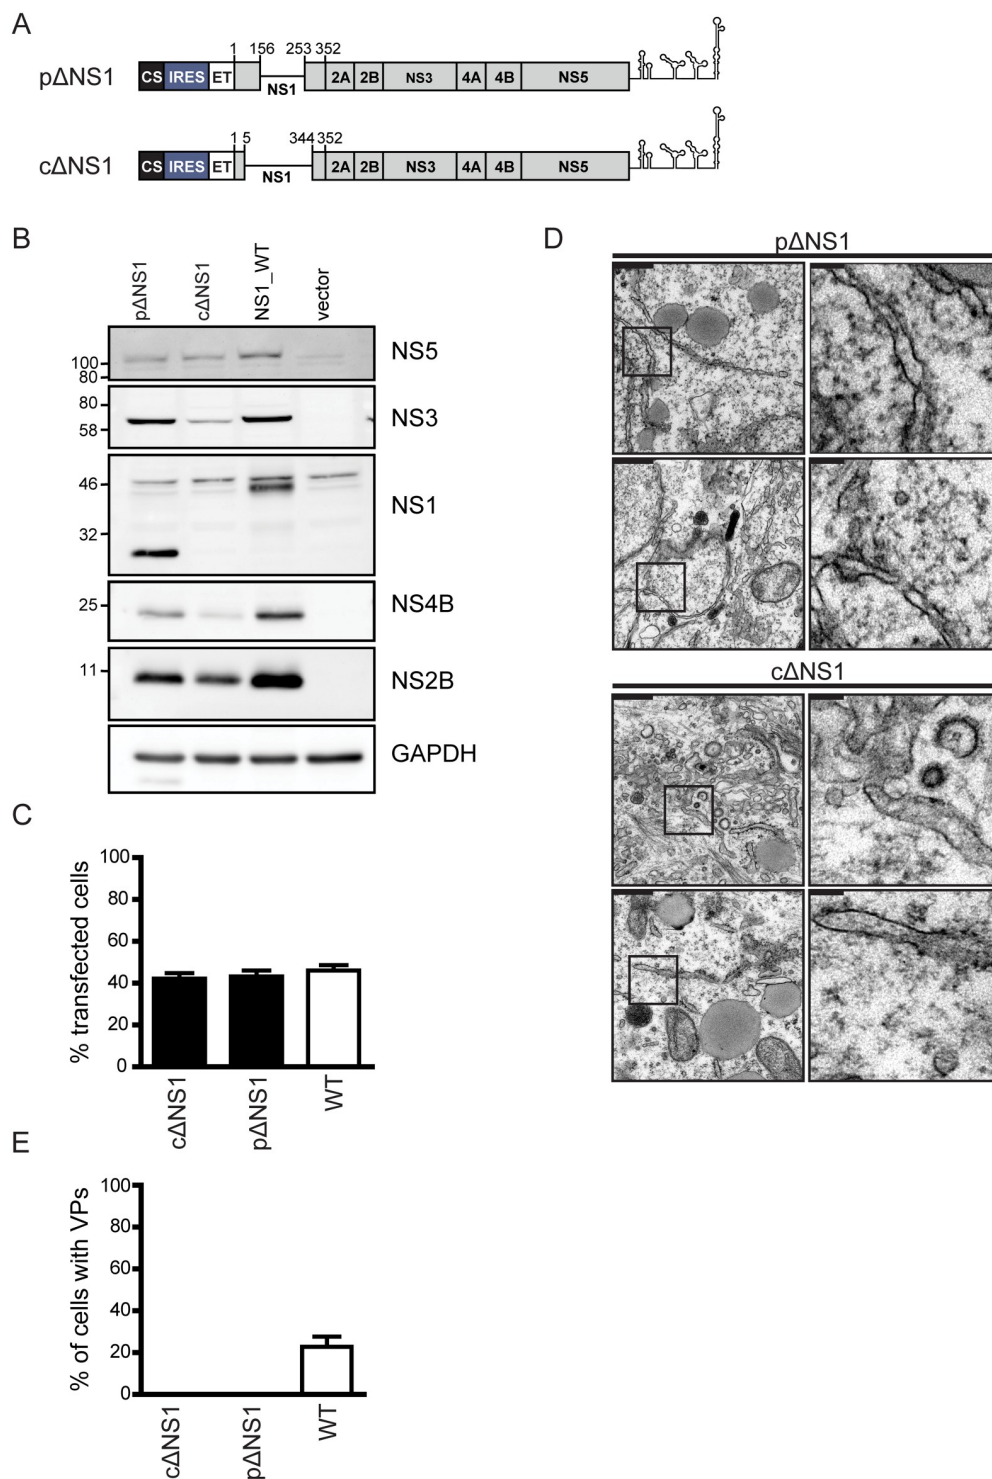 A
1 156 253 352
pΔNS1 CS IRES ET NS1 2A 2B NS3 4A 4B NS5
1 5 344 352
cΔNS1 CS IRES ET NS1 2A 2B NS3 4A 4B NS5
B
pΔNS1 cΔNS1 NS1_WT vector
100
80
NS5
80
58
NS3
46
32
NS1
25
NS4B
11
NS2B
GAPDH
C
% transfected cells
100
80
60
40
20
0
cΔNS1 pΔNS1 WT
D
pΔNS1
cΔNS1
E
% of cells with VPs
100
80
60
40
20
0
cΔNS1 pΔNS1 WT